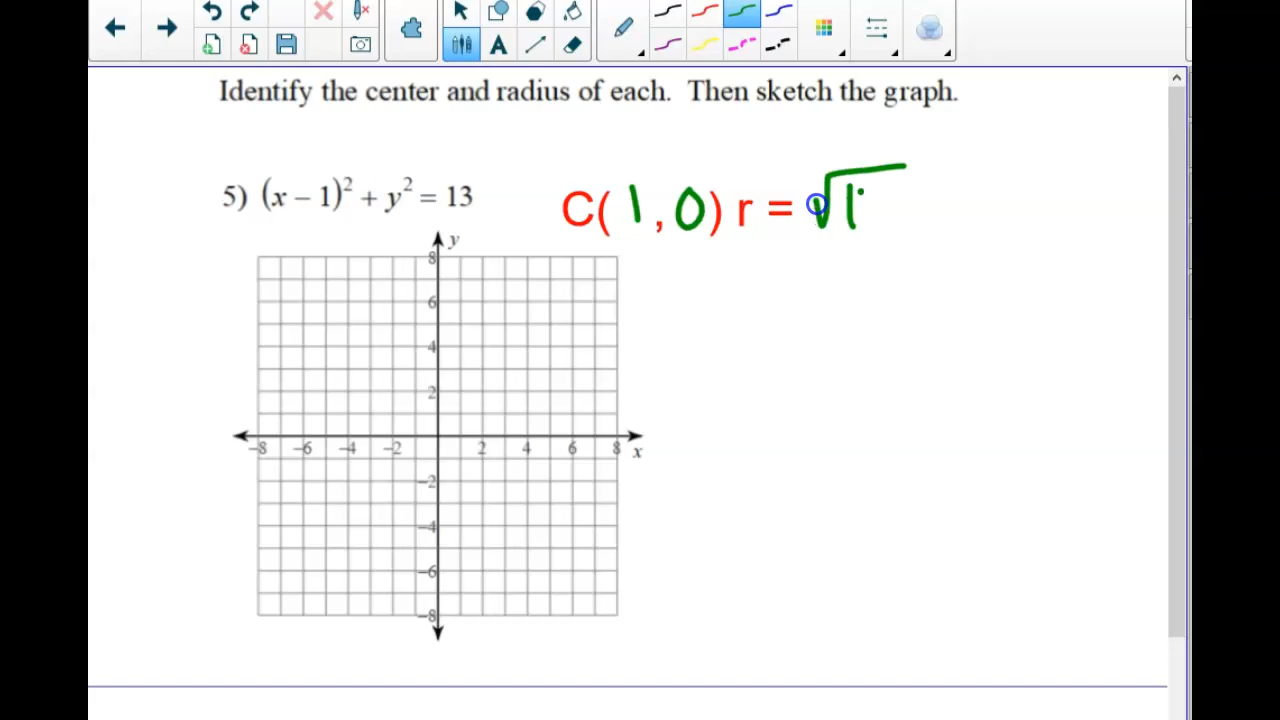 Identify the center and radius of each. Then sketch the graph.
5) (x − 1)² + y² = 13
C( 1 , 0 ) r = √1
y
8
6
4
2
−8 −6 −4 −2 2 4 6 8 x
−2
−4
−6
−8